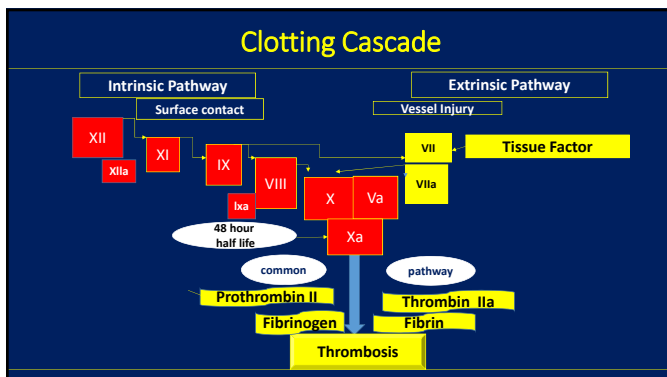 Clotting Cascade
Intrinsic Pathway
Extrinsic Pathway
Surface contact
Vessel Injury
XII
XI
IX
VII
Tissue Factor
XIIa
VIII
X
Va
VIIa
Ixa
48 hour
half life
Xa
common
pathway
Prothrombin II
Thrombin IIa
Fibrinogen
Fibrin
Thrombosis